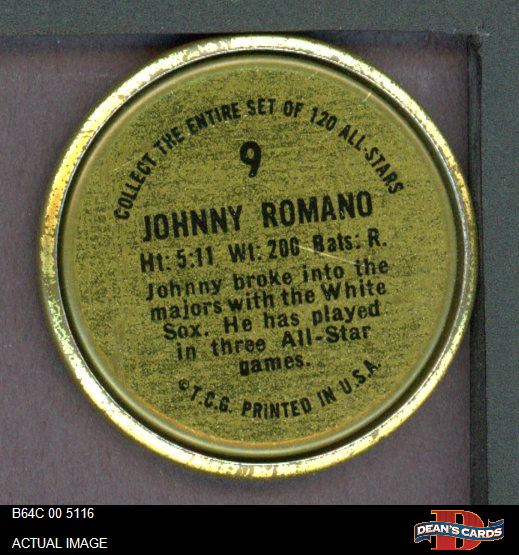 COLLECT THE ENTIRE SET OF 120 ALL-STARS
9
JOHNNY ROMANO
Ht: 5:11 Wt: 200 Bats: R.
Johnny broke into the
majors with the White
Sox. He has played
in three All-Star
games.
©T.C.G. PRINTED IN U.S.A.
B64C 00 5116
ACTUAL IMAGE
D
DEAN'S CARDS